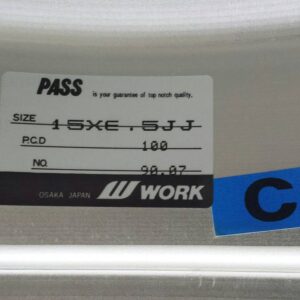 PASS is your guarantee of top notch quality.
SIZE 15XE.5JJ
P.C.D 100
NO. 90.07
OSAKA JAPAN W WORK
C